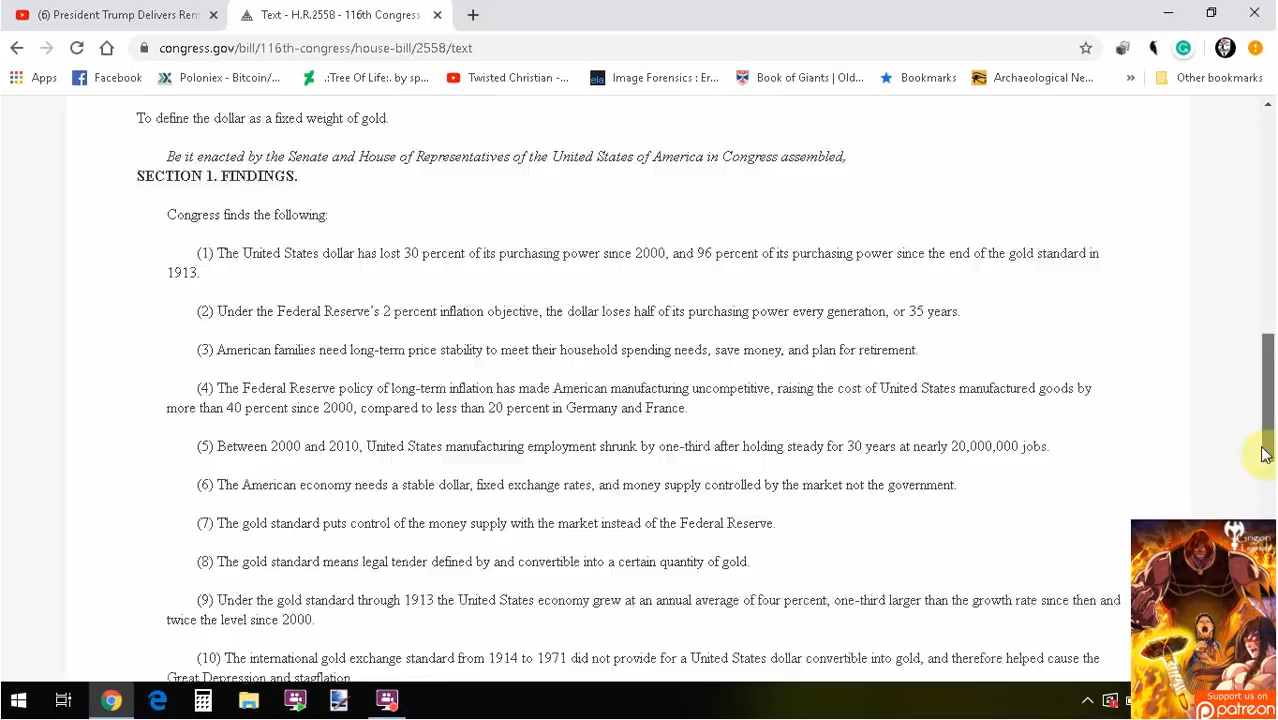 (6) President Trump Delivers Rem
Text - H.R.2558 - 116th Congress
congress.gov/bill/116th-congress/house-bill/2558/text
Apps
Facebook
Poloniex - Bitcoin/...
.:Tree Of Life:. by sp...
Twisted Christian -...
ela
Image Forensics : Er...
Book of Giants | Old...
Bookmarks
Archaeological Ne...
»
Other bookmarks
To define the dollar as a fixed weight of gold.
Be it enacted by the Senate and House of Representatives of the United States of America in Congress assembled,
SECTION 1. FINDINGS.
Congress finds the following:
(1) The United States dollar has lost 30 percent of its purchasing power since 2000, and 96 percent of its purchasing power since the end of the gold standard in
1913.
(2) Under the Federal Reserve's 2 percent inflation objective, the dollar loses half of its purchasing power every generation, or 35 years.
(3) American families need long-term price stability to meet their household spending needs, save money, and plan for retirement.
(4) The Federal Reserve policy of long-term inflation has made American manufacturing uncompetitive, raising the cost of United States manufactured goods by
more than 40 percent since 2000, compared to less than 20 percent in Germany and France.
(5) Between 2000 and 2010, United States manufacturing employment shrunk by one-third after holding steady for 30 years at nearly 20,000,000 jobs.
(6) The American economy needs a stable dollar, fixed exchange rates, and money supply controlled by the market not the government.
(7) The gold standard puts control of the money supply with the market instead of the Federal Reserve.
(8) The gold standard means legal tender defined by and convertible into a certain quantity of gold.
(9) Under the gold standard through 1913 the United States economy grew at an annual average of four percent, one-third larger than the growth rate since then and
twice the level since 2000.
(10) The international gold exchange standard from 1914 to 1971 did not provide for a United States dollar convertible into gold, and therefore helped cause the
Great Depression and stagflation
Support us on
patreon